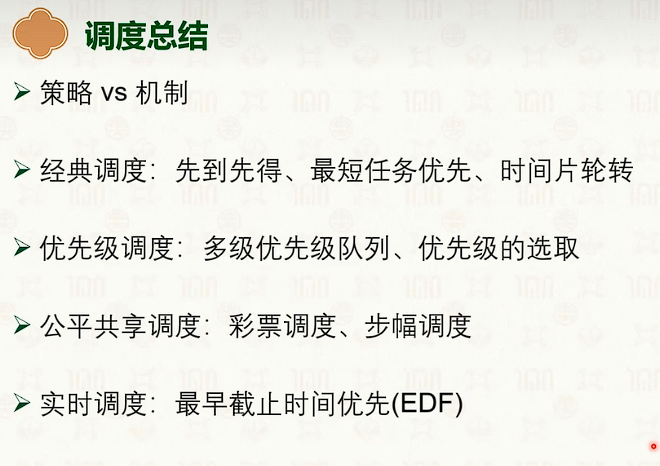 调度总结
策略 vs 机制
经典调度：先到先得、最短任务优先、时间片轮转
优先级调度：多级优先级队列、优先级的选取
公平共享调度：彩票调度、步幅调度
实时调度：最早截止时间优先(EDF)